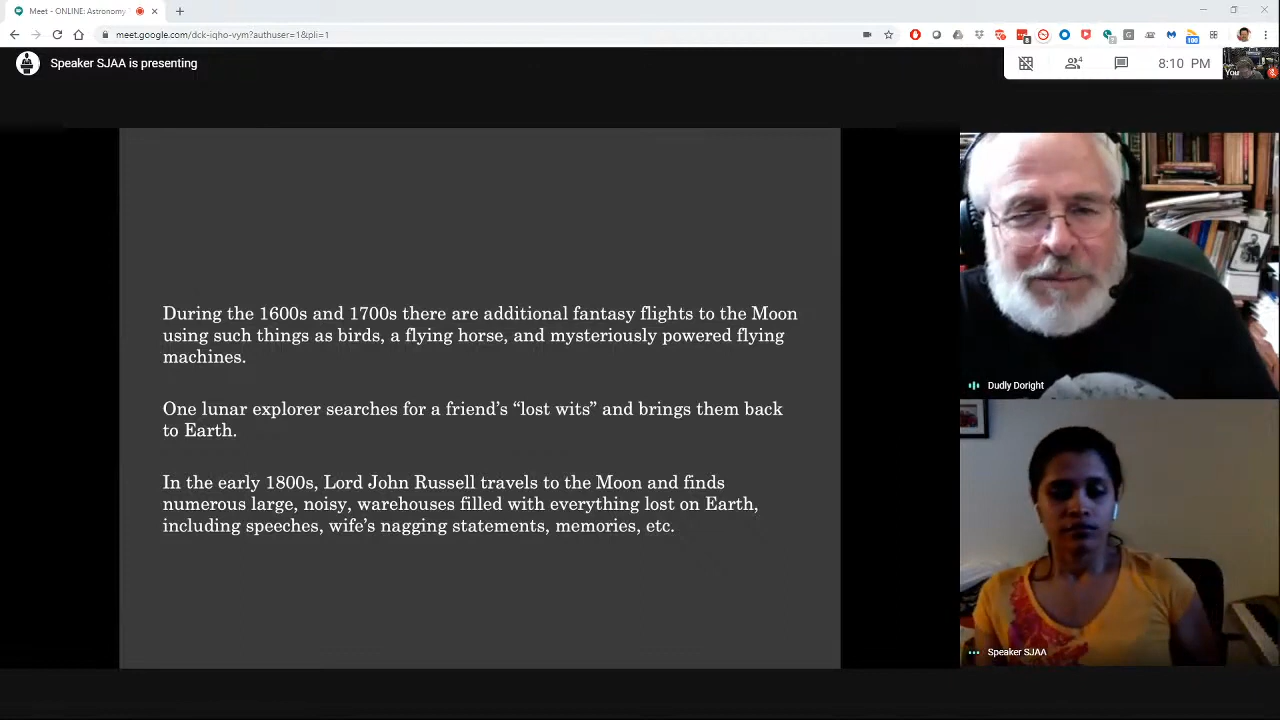 Meet - ONLINE: Astronomy
meet.google.com/dck-iqho-vym?authuser=1&pli=1
Speaker SJAA is presenting
4
8:10 PM
You
During the 1600s and 1700s there are additional fantasy flights to the Moon
using such things as birds, a flying horse, and mysteriously powered flying
machines.
One lunar explorer searches for a friend's “lost wits” and brings them back
to Earth.
In the early 1800s, Lord John Russell travels to the Moon and finds
numerous large, noisy, warehouses filled with everything lost on Earth,
including speeches, wife's nagging statements, memories, etc.
Dudly Doright
Speaker SJAA